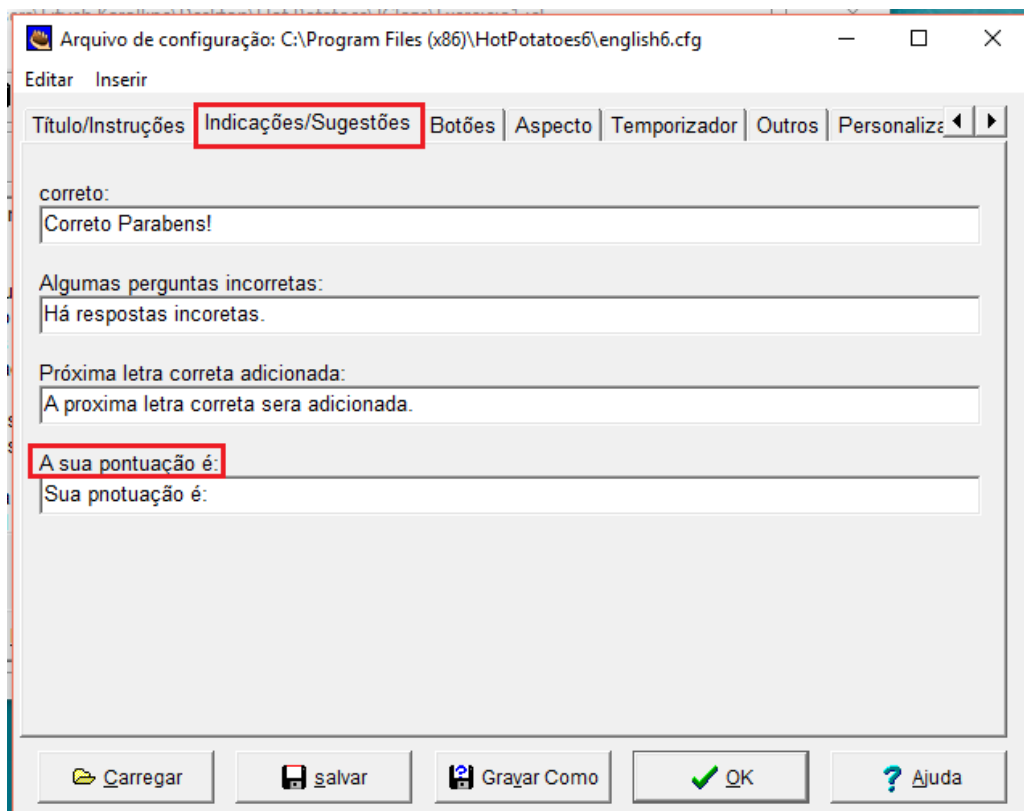 Arquivo de configuração: C:\Program Files (x86)\HotPotatoes6\english6.cfg
Editar Inserir
Título/Instruções Indicações/Sugestões Botões Aspecto Temporizador Outros Personaliza
correto:
Correto Parabens!
Algumas perguntas incorretas:
Há respostas incoretas.
Próxima letra correta adicionada:
A proxima letra correta sera adicionada.
A sua pontuação é:
Sua pnotuação é:
Carregar salvar Gravar Como OK Ajuda